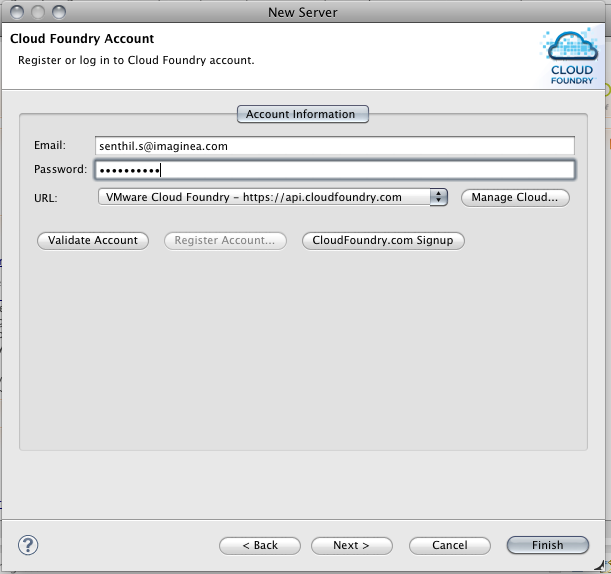 New Server
Cloud Foundry Account
Register or log in to Cloud Foundry account.
CLOUD
FOUNDRY
Account Information
Email: senthil.s@imaginea.com
Password: ••••••••••
URL: VMware Cloud Foundry – https://api.cloudfoundry.com Manage Cloud...
Validate Account Register Account... CloudFoundry.com Signup
? < Back Next > Cancel Finish